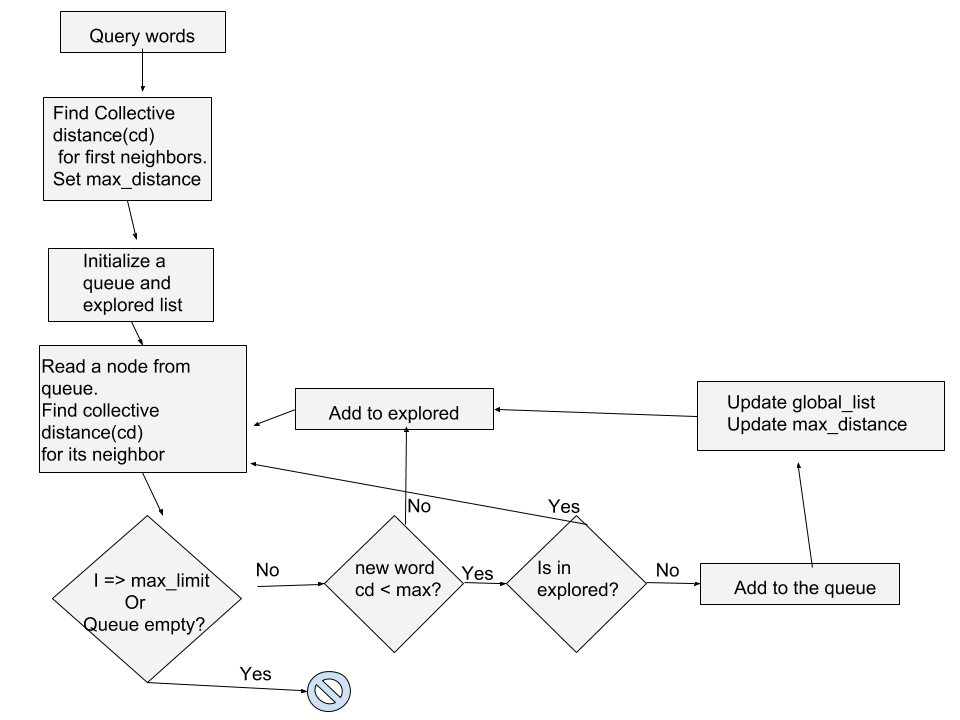 Query words
Find Collective
distance(cd)
for first neighbors.
Set max_distance
Initialize a
queue and
explored list
Read a node from
queue.
Find collective
distance(cd)
for its neighbor
Add to explored
Update global_list
Update max_distance
No
Yes
I => max_limit
Or
Queue empty?
No
new word
cd < max?
Yes
Is in
explored?
No
Add to the queue
Yes